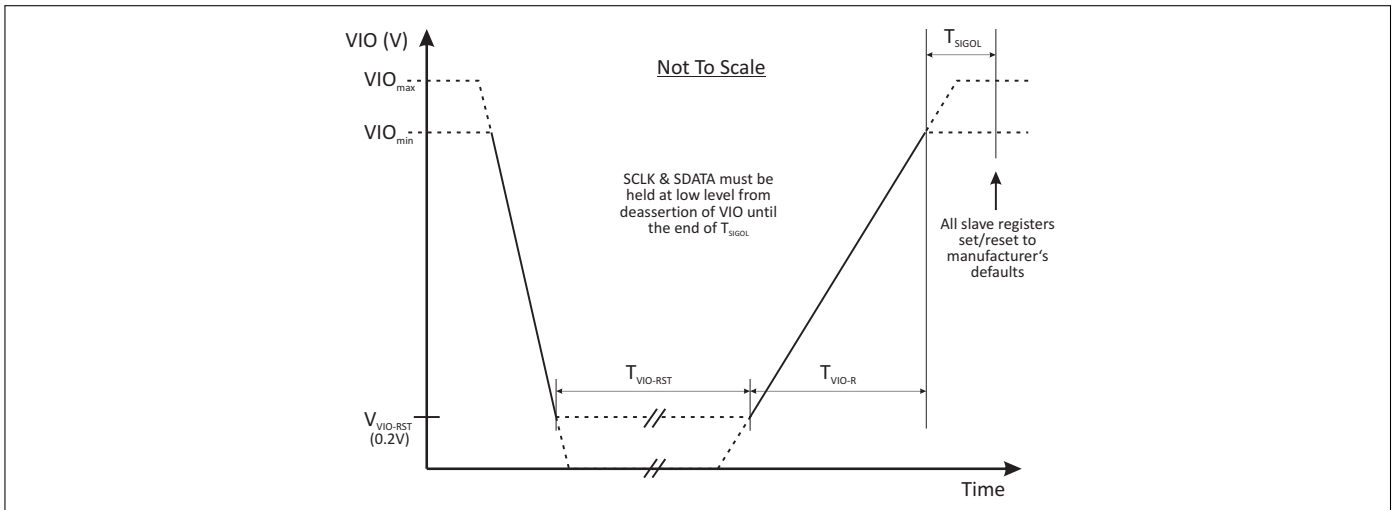 VIO (V)
T_SIGOL
Not To Scale
VIO_max
VIO_min
SCLK & SDATA must be
held at low level from
deassertion of VIO until
the end of T_SIGOL
All slave registers
set/reset to
manufacturer‘s
defaults
T_VIO-RST
T_VIO-R
V_VIO-RST
(0.2V)
Time